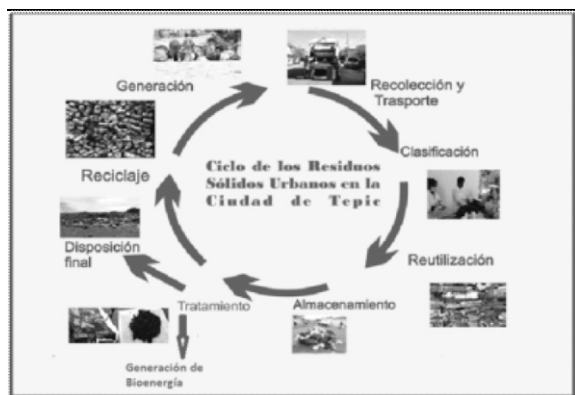 Generación
Recolección y
Trasporte
Clasificación
Ciclo de los Residuos
Sólidos Urbanos en la
Ciudad de Tepic
Reutilización
Almacenamiento
Tratamiento
Generación de
Bioenergía
Disposición
final
Reciclaje